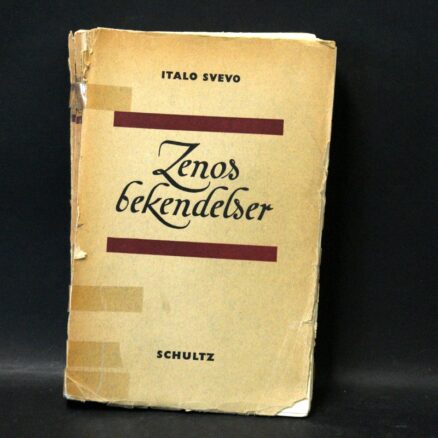 ITALO SVEVO
Zenos
bekendelser
SCHULTZ